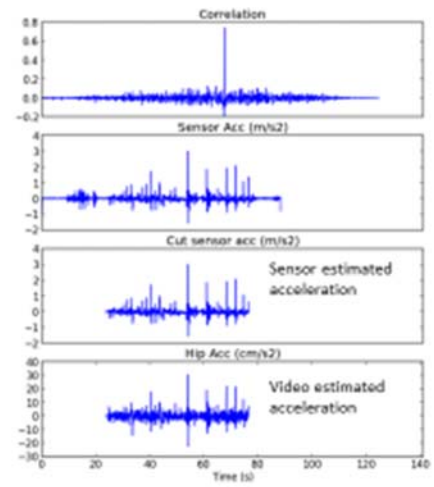 Correlation
0.8
0.6
0.4
0.2
0.0
−0.2
Sensor Acc (m/s2)
4
3
2
1
0
−1
−2
Cut sensor acc (m/s2)
4
3
2
1
0
−1
−2
Sensor estimated
acceleration
Hip Acc (cm/s2)
40
30
20
10
0
−10
−20
−30
Video estimated
acceleration
0 20 40 60 80 100 120 140
Time (s)